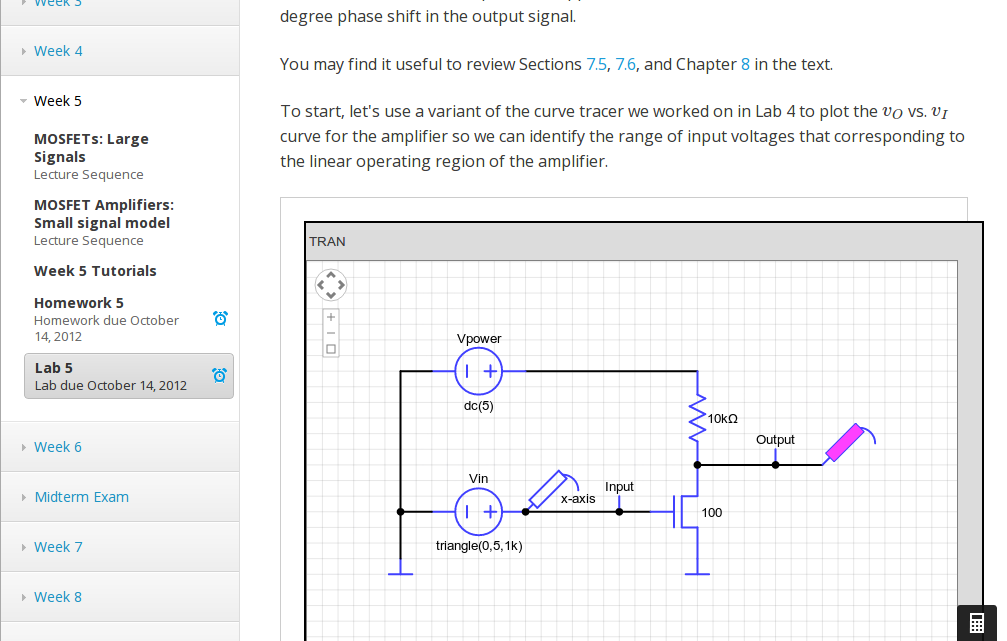 Week 3
Week 4
Week 5
MOSFETs: Large
Signals
Lecture Sequence
MOSFET Amplifiers:
Small signal model
Lecture Sequence
Week 5 Tutorials
Homework 5
Homework due October
14, 2012
Lab 5
Lab due October 14, 2012
Week 6
Midterm Exam
Week 7
Week 8
degree phase shift in the output signal.
You may find it useful to review Sections 7.5, 7.6, and Chapter 8 in the text.
To start, let's use a variant of the curve tracer we worked on in Lab 4 to plot the vO vs. vI
curve for the amplifier so we can identify the range of input voltages that corresponding to
the linear operating region of the amplifier.
TRAN
Vpower
dc(5)
10kΩ
Output
Vin
x-axis
Input
100
triangle(0,5,1k)